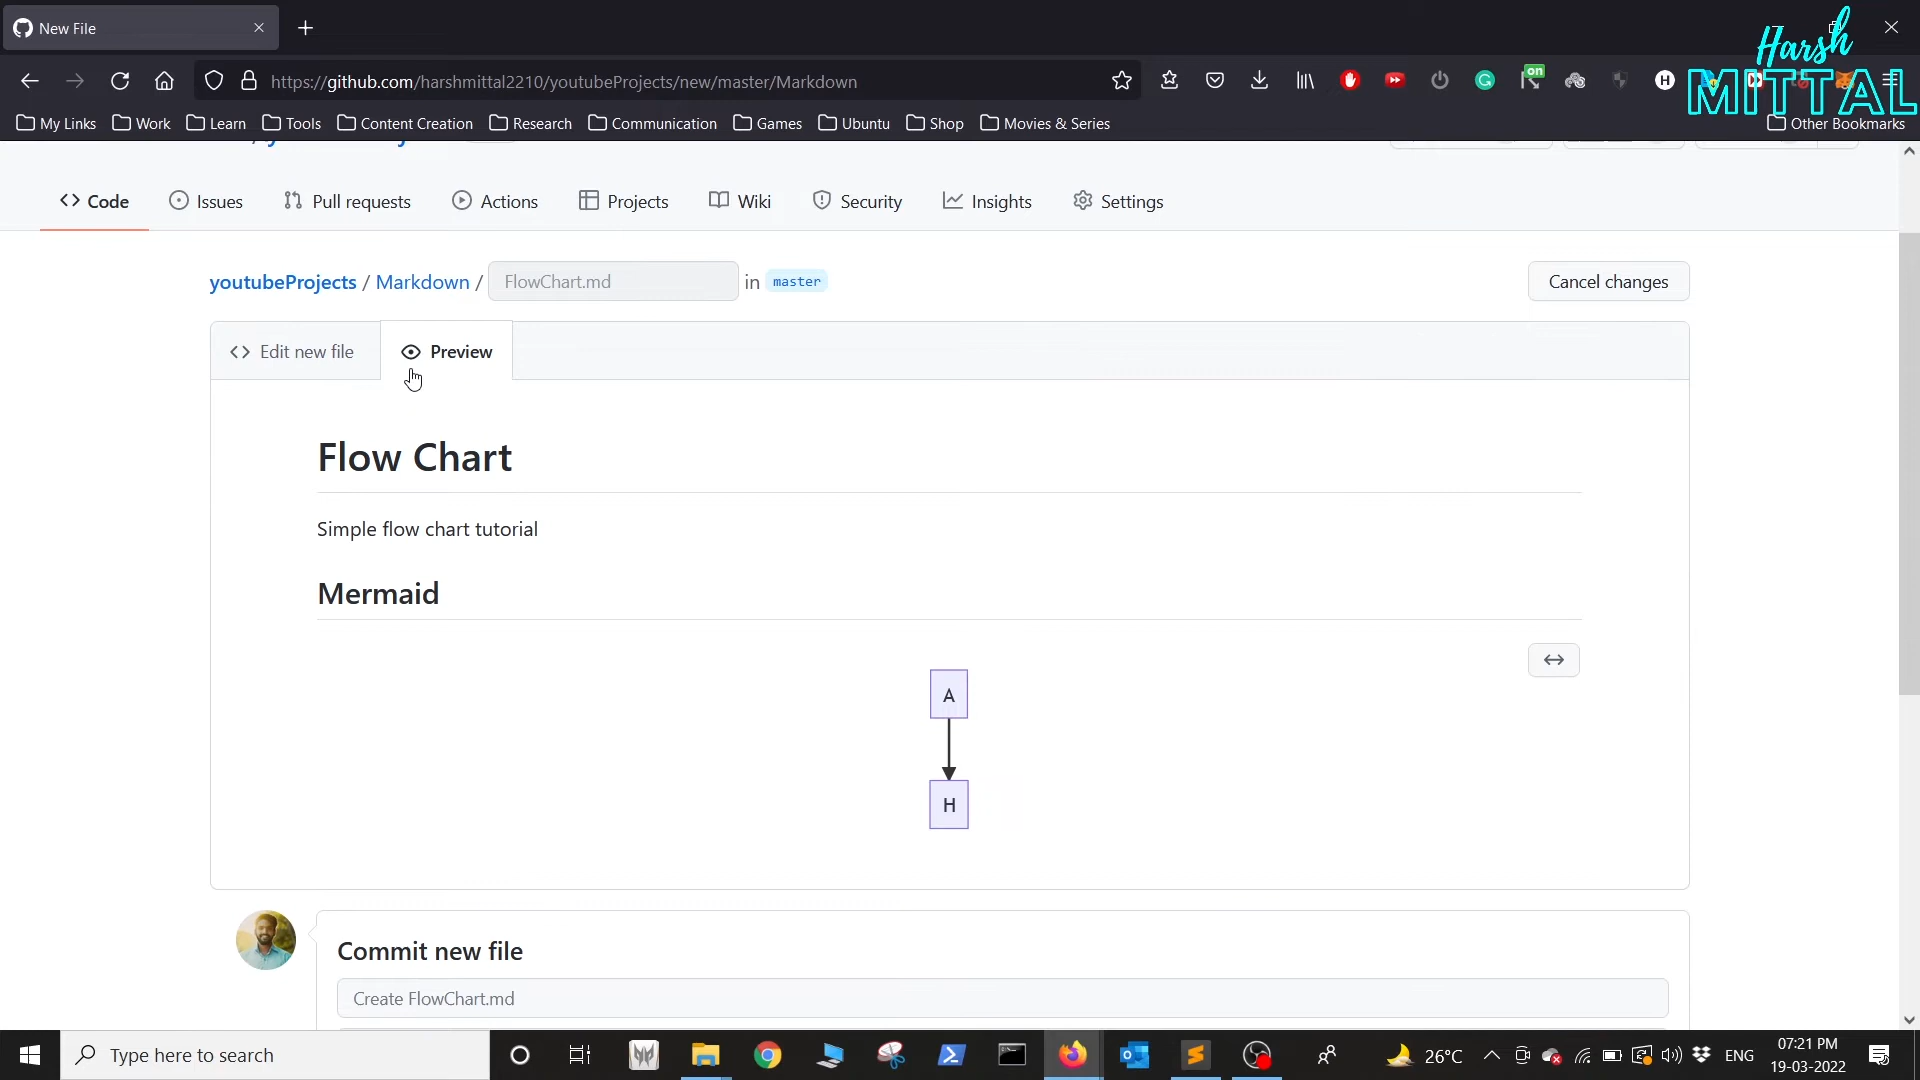 New File
Harsh
MITTAL
https://github.com/harshmittal2210/youtubeProjects/new/master/Markdown
on
H
My Links Work Learn Tools Content Creation Research Communication Games Ubuntu Shop Movies & Series Other Bookmarks
Code Issues Pull requests Actions Projects Wiki Security Insights Settings
youtubeProjects / Markdown / FlowChart.md in master Cancel changes
Edit new file Preview
Flow Chart
Simple flow chart tutorial
Mermaid
A
H
Commit new file
Create FlowChart.md
Type here to search
26°C
ENG
07:21 PM
19-03-2022